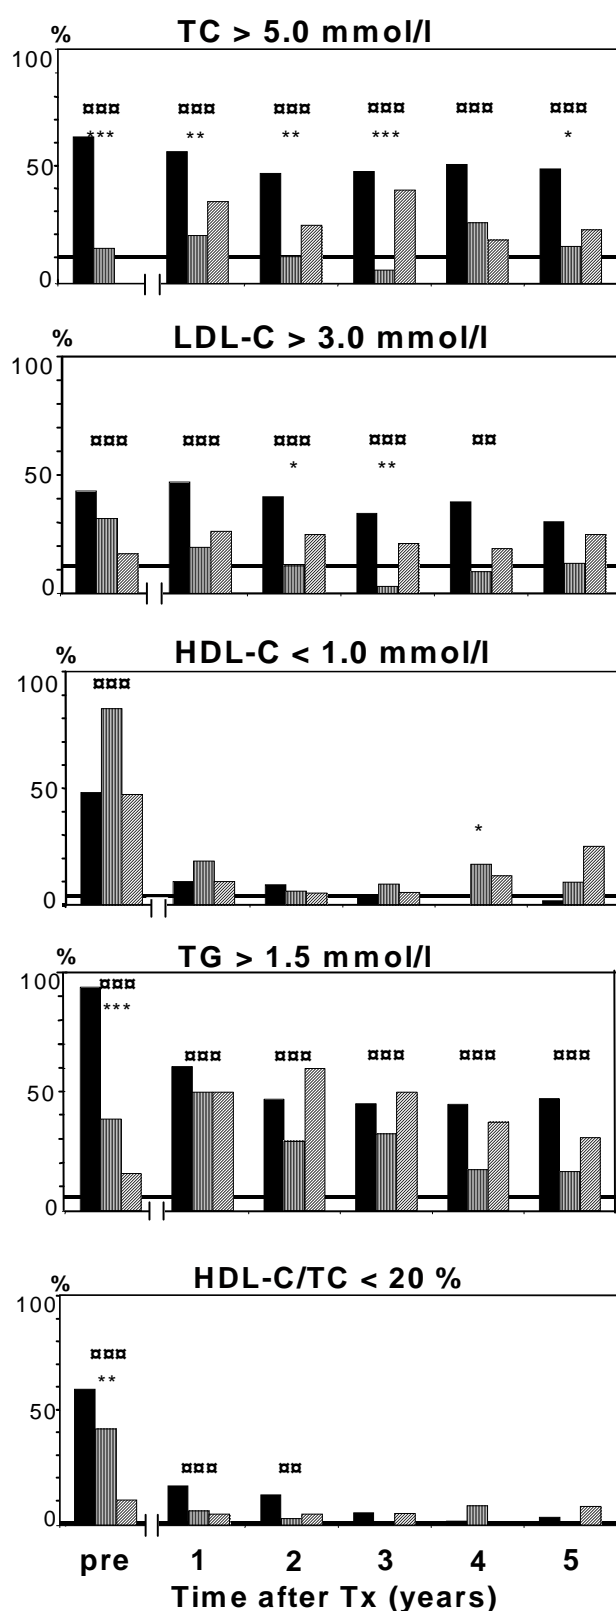 % TC > 5.0 mmol/l
100
¤¤¤ ¤¤¤ ¤¤¤ ¤¤¤ ¤¤¤ ¤¤¤
*** ** ** *** *
50
0
% LDL-C > 3.0 mmol/l
100
¤¤¤ ¤¤¤ ¤¤¤ ¤¤¤ ¤¤
* **
50
0
% HDL-C < 1.0 mmol/l
100
¤¤¤
50
*
0
% TG > 1.5 mmol/l
100
¤¤¤
***
¤¤¤ ¤¤¤ ¤¤¤ ¤¤¤ ¤¤¤
50
0
% HDL-C/TC < 20 %
100
¤¤¤
**
50
¤¤¤ ¤¤
0
pre 1 2 3 4 5
Time after Tx (years)